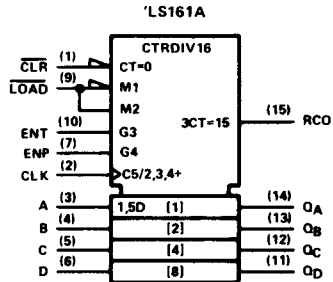 'LS161A
CTRDIV16
CLR (1) CT=0
LOAD (9) M1
M2
3CT=15 (15) RCO
ENT (10) G3
ENP (7) G4
CLK (2) C5/2,3,4+
A (3) 1,5D [1] (14) QA
B (4) [2] (13) QB
C (5) [4] (12) QC
D (6) [8] (11) QD